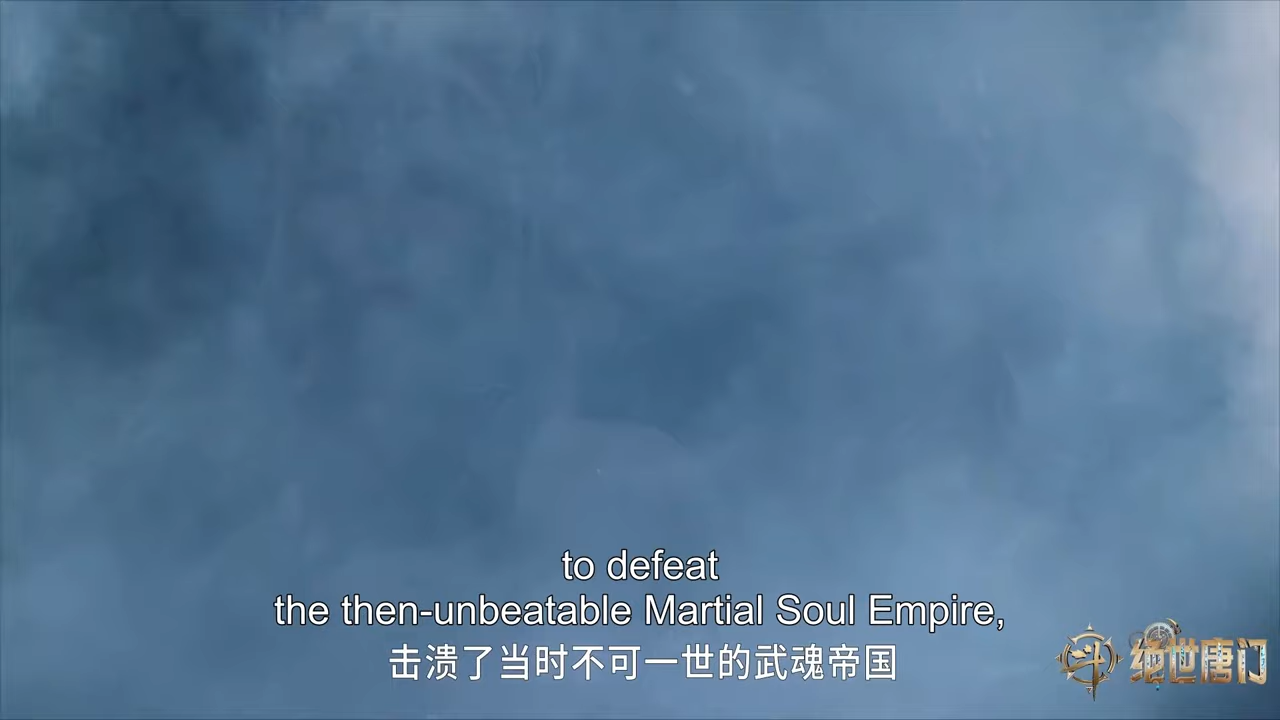 to defeat
the then-unbeatable Martial Soul Empire,
击溃了当时不可一世的武魂帝国
斗 绝世唐门